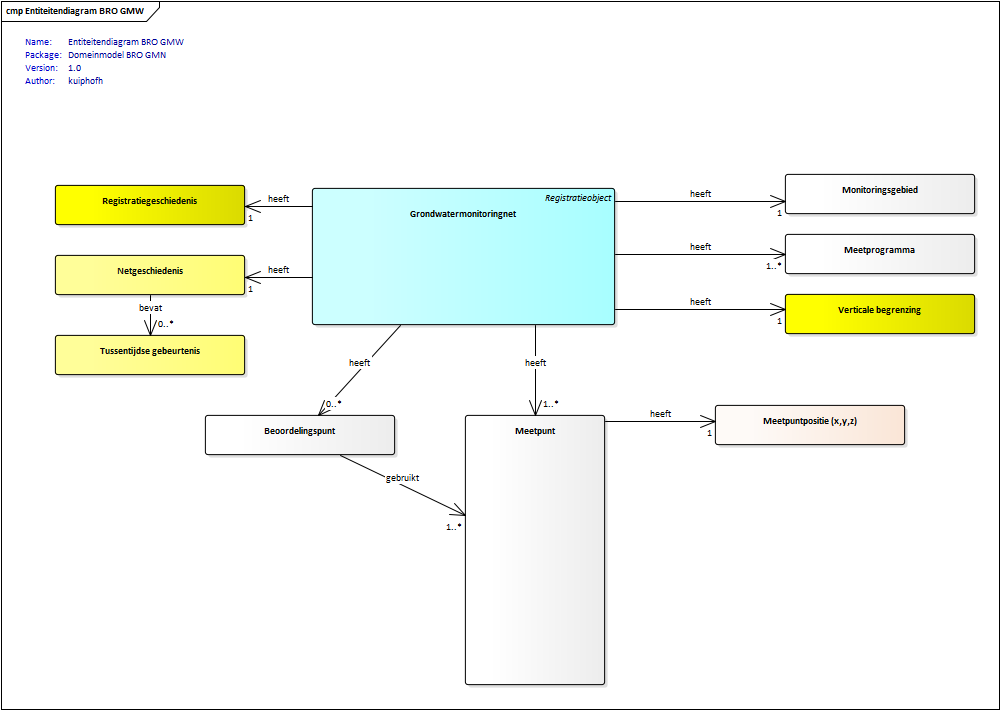 cmp Entiteitendiagram BRO GMW
Name: Entiteitendiagram BRO GMW
Package: Domeinmodel BRO GMN
Version: 1.0
Author: kuiphofh
Registratiegeschiedenis
heeft
1
Registratieobject
Grondwatermonitoringnet
heeft
1
Monitoringsgebied
Netgeschiedenis
heeft
1
heeft
1..*
Meetprogramma
bevat
0..*
heeft
1
Verticale begrenzing
Tussentijdse gebeurtenis
heeft
0..*
heeft
1..*
Beoordelingspunt
Meetpunt
heeft
1
Meetpuntpositie (x,y,z)
gebruikt
1..*